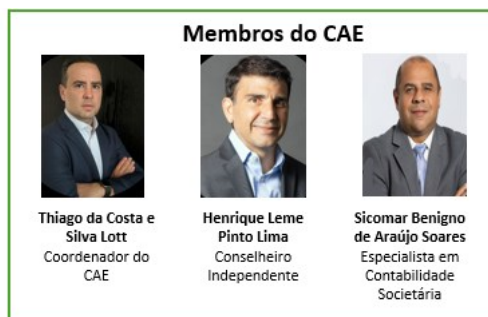 Membros do CAE
Thiago da Costa e
Silva Lott
Coordenador do
CAE
Henrique Leme
Pinto Lima
Conselheiro
Independente
Sicomar Benigno
de Araújo Soares
Especialista em
Contabilidade
Societária